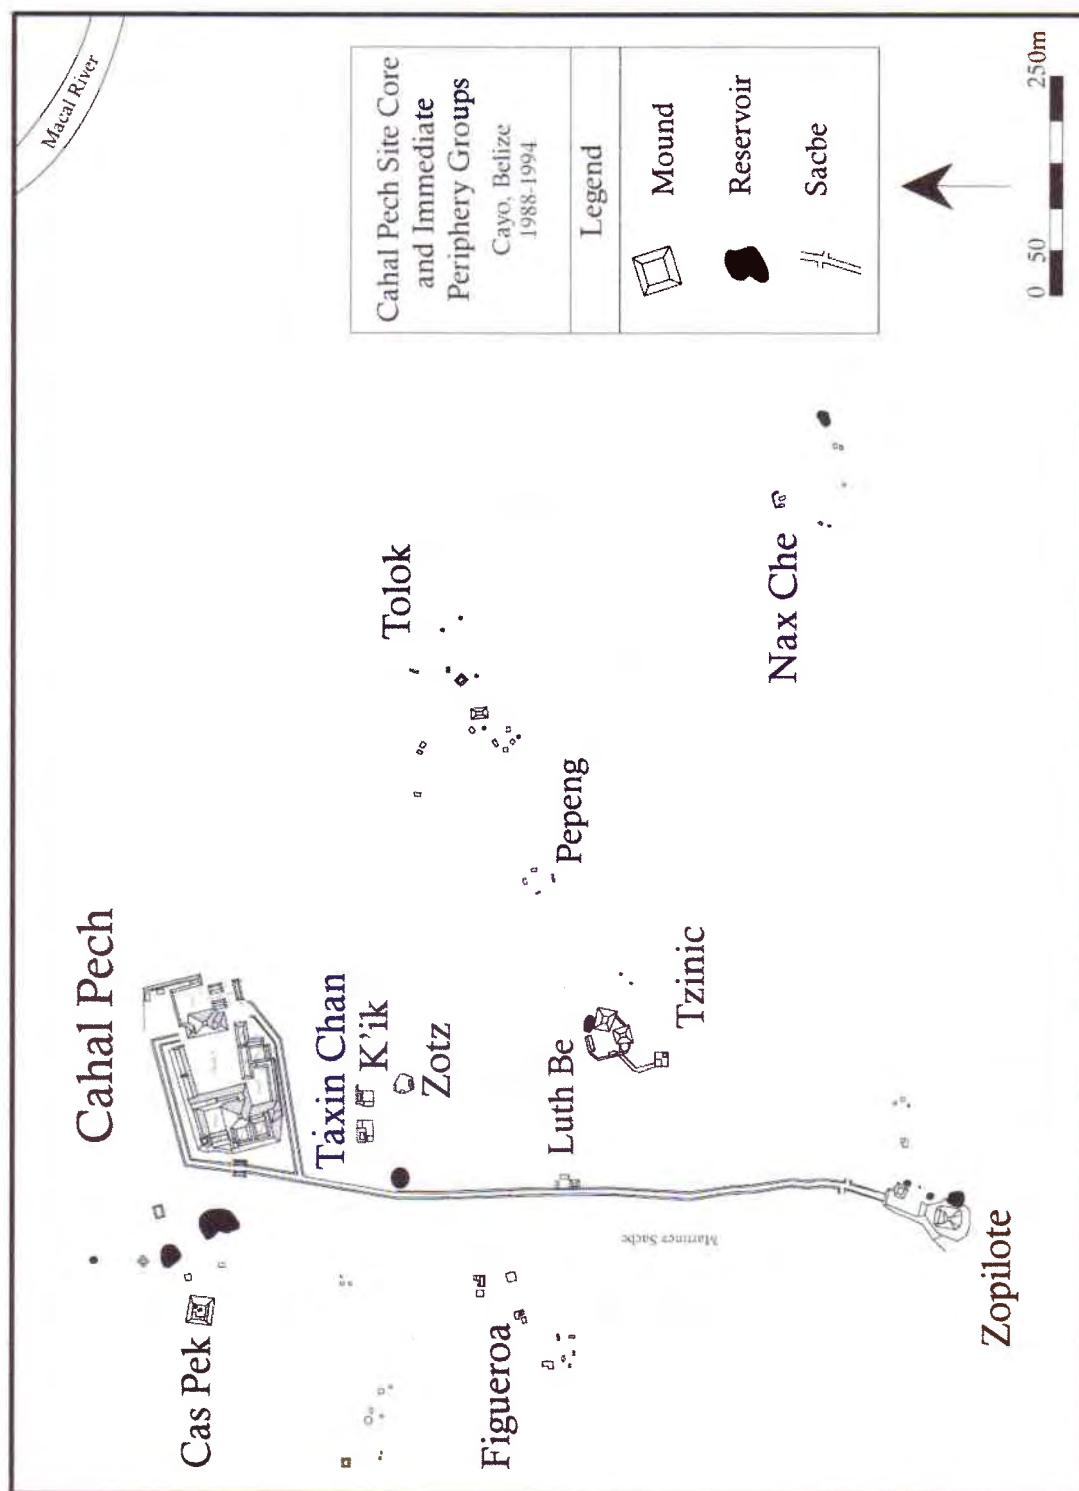 Macal River
Cahal Pech Site Core
and Immediate
Periphery Groups
Cayo, Belize
1988-1994
Legend
Mound
Reservoir
Sacbe
0 50 250m
Cahal Pech
Cas Pek
Taxin Chan
K'ik
Zotz
Tolok
Pepeng
Figueroa
Luth Be
Tzinic
Nax Che
Martinez Sacbe
Zopilote